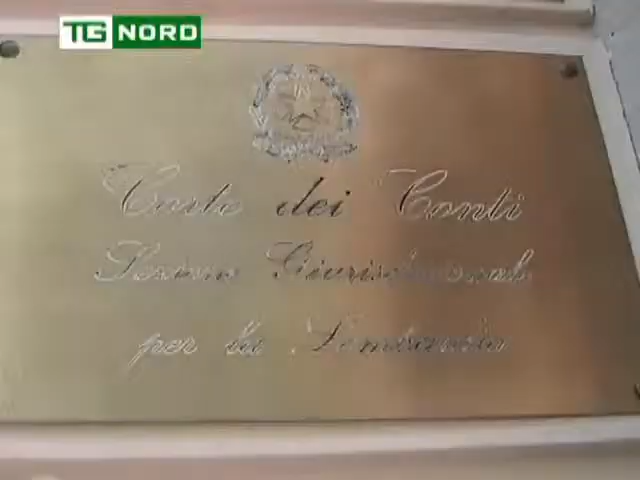 TG NORD
Corte dei Conti
Sezione Giurisdizionale
per la Lombardia